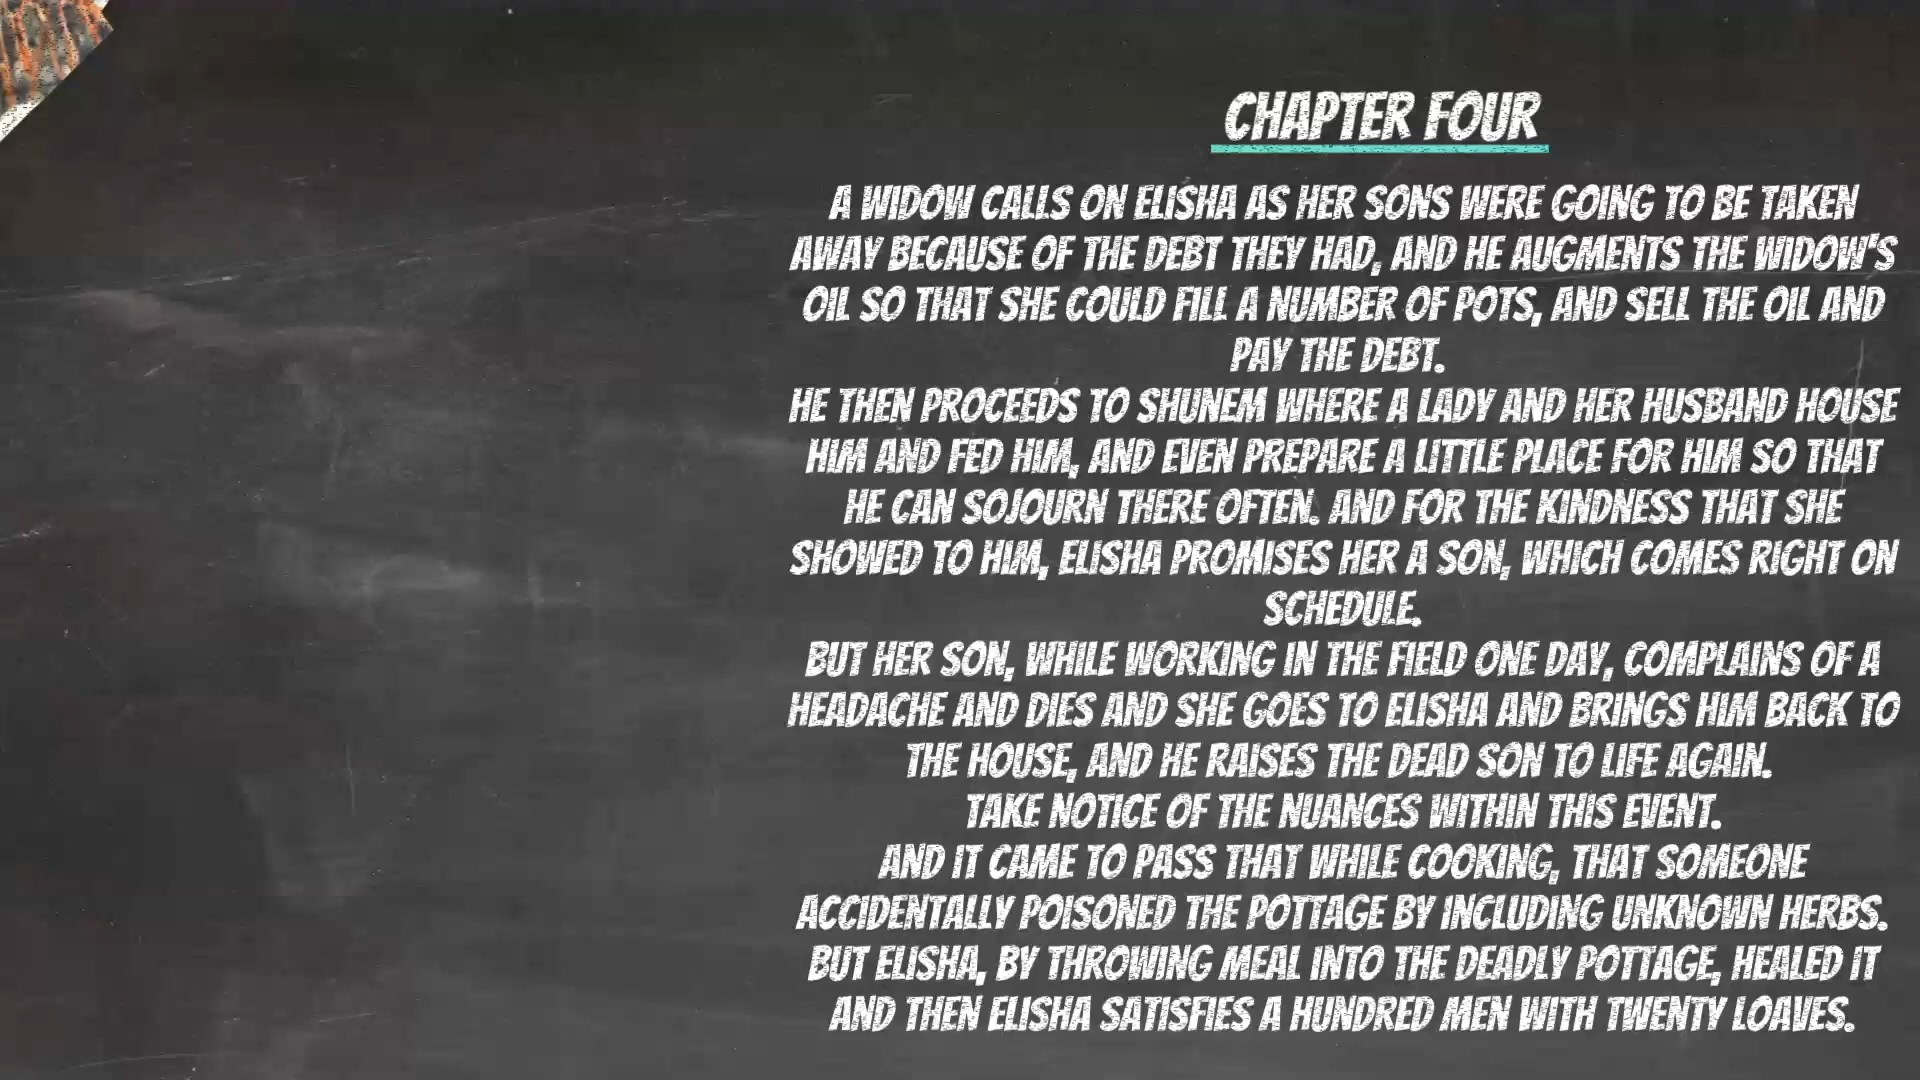 CHAPTER FOUR
A WIDOW CALLS ON ELISHA AS HER SONS WERE GOING TO BE TAKEN
AWAY BECAUSE OF THE DEBT THEY HAD, AND HE AUGMENTS THE WIDOW'S
OIL SO THAT SHE COULD FILL A NUMBER OF POTS, AND SELL THE OIL AND
PAY THE DEBT.
HE THEN PROCEEDS TO SHUNEM WHERE A LADY AND HER HUSBAND HOUSE
HIM AND FED HIM, AND EVEN PREPARE A LITTLE PLACE FOR HIM SO THAT
HE CAN SOJOURN THERE OFTEN. AND FOR THE KINDNESS THAT SHE
SHOWED TO HIM, ELISHA PROMISES HER A SON, WHICH COMES RIGHT ON
SCHEDULE.
BUT HER SON, WHILE WORKING IN THE FIELD ONE DAY, COMPLAINS OF A
HEADACHE AND DIES AND SHE GOES TO ELISHA AND BRINGS HIM BACK TO
THE HOUSE, AND HE RAISES THE DEAD SON TO LIFE AGAIN.
TAKE NOTICE OF THE NUANCES WITHIN THIS EVENT.
AND IT CAME TO PASS THAT WHILE COOKING, THAT SOMEONE
ACCIDENTALLY POISONED THE POTTAGE BY INCLUDING UNKNOWN HERBS.
BUT ELISHA, BY THROWING MEAL INTO THE DEADLY POTTAGE, HEALED IT
AND THEN ELISHA SATISFIES A HUNDRED MEN WITH TWENTY LOAVES.